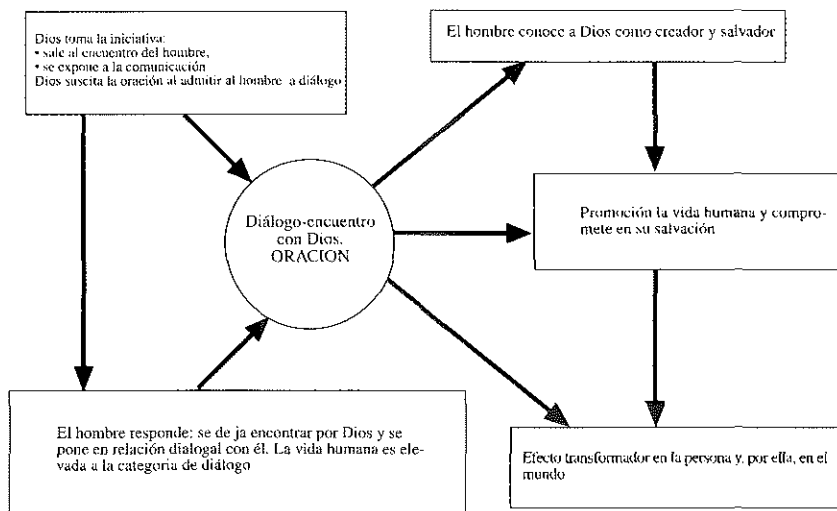 Dios toma la iniciativa:
• sale al encuentro del hombre,
• se expone a la comunicación
Dios suscita la oración al admitir al hombre a diálogo
El hombre conoce a Dios como creador y salvador
Diálogo-encuentro
con Dios.
ORACION
Promoción la vida humana y compro-
mete en su salvación
El hombre responde: se de ja encontrar por Dios y se
pone en relación dialogal con él. La vida humana es ele-
vada a la categoria de diálogo
Efecto transformador en la persona y, por ella, en el
mundo